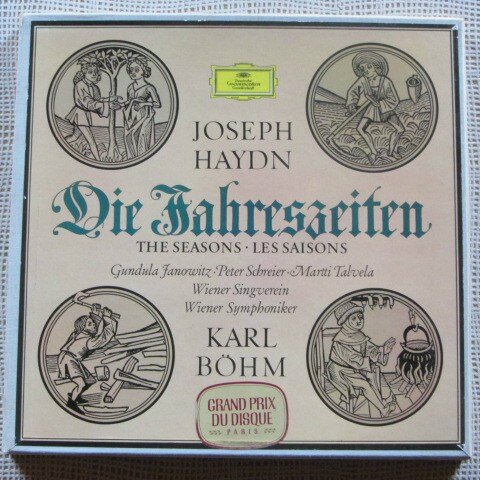 Deutsche
Grammophon
Gesellschaft
JOSEPH
HAYDN
Die Jahreszeiten
THE SEASONS · LES SAISONS
Gundula Janowitz · Peter Schreier · Martti Talvela
Wiener Singverein
Wiener Symphoniker
KARL
BÖHM
GRAND PRIX
DU DISQUE
PARIS